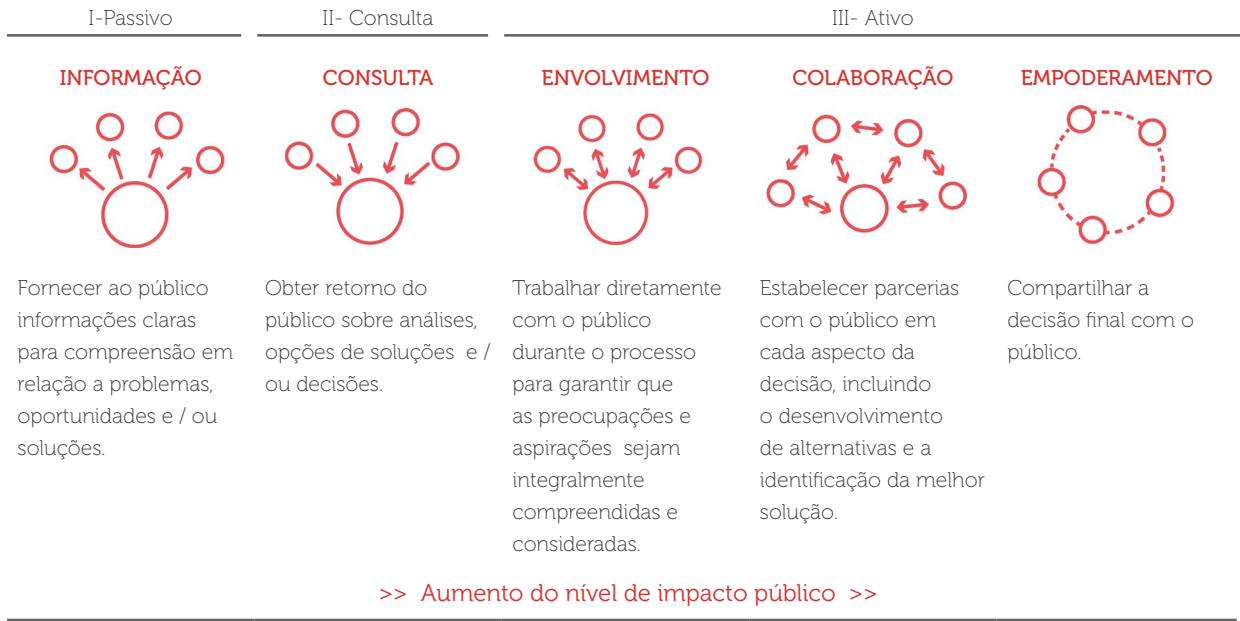 I-Passivo
II- Consulta
III- Ativo
INFORMAÇÃO
CONSULTA
ENVOLVIMENTO
COLABORAÇÃO
EMPODERAMENTO
Fornecer ao público
informações claras
para compreensão em
relação a problemas,
oportunidades e / ou
soluções.
Obter retorno do
público sobre análises,
opções de soluções e /
ou decisões.
Trabalhar diretamente
com o público
durante o processo
para garantir que
as preocupações e
aspirações sejam
integralmente
compreendidas e
consideradas.
Estabelecer parcerias
com o público em
cada aspecto da
decisão, incluindo
o desenvolvimento
de alternativas e a
identificação da melhor
solução.
Compartilhar a
decisão final com o
público.
>> Aumento do nível de impacto público >>